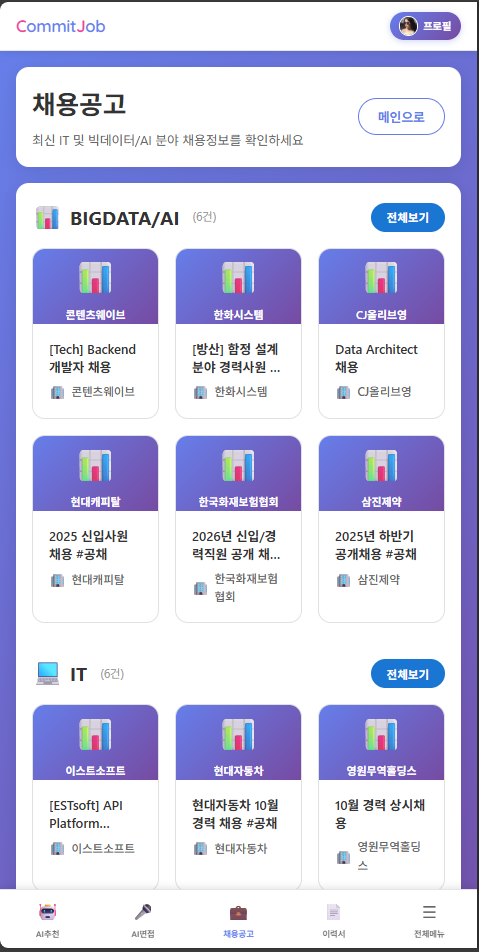 CommitJob
프로필
채용공고
메인으로
최신 IT 및 빅데이터/AI 분야 채용정보를 확인하세요
BIGDATA/AI (6건)
전체보기
콘텐츠웨이브
[Tech] Backend
개발자 채용
콘텐츠웨이브
한화시스템
[방산] 함정 설계
분야 경력사원 ...
한화시스템
CJ올리브영
Data Architect
채용
CJ올리브영
현대캐피탈
2025 신입사원
채용 #공채
현대캐피탈
한국화재보험협회
2026년 신입/경
력직원 공개 채...
한국화재보험
협회
삼진제약
2025년 하반기
공개채용 #공채
삼진제약
IT (6건)
전체보기
이스트소프트
[ESTsoft] API
Platform...
이스트소프트
현대자동차
현대자동차 10월
경력 채용 #공채
현대자동차
영원무역홀딩스
10월 경력 상시채
용
영원무역홀딩
스
AI추천
AI면접
채용공고
이력서
전체메뉴